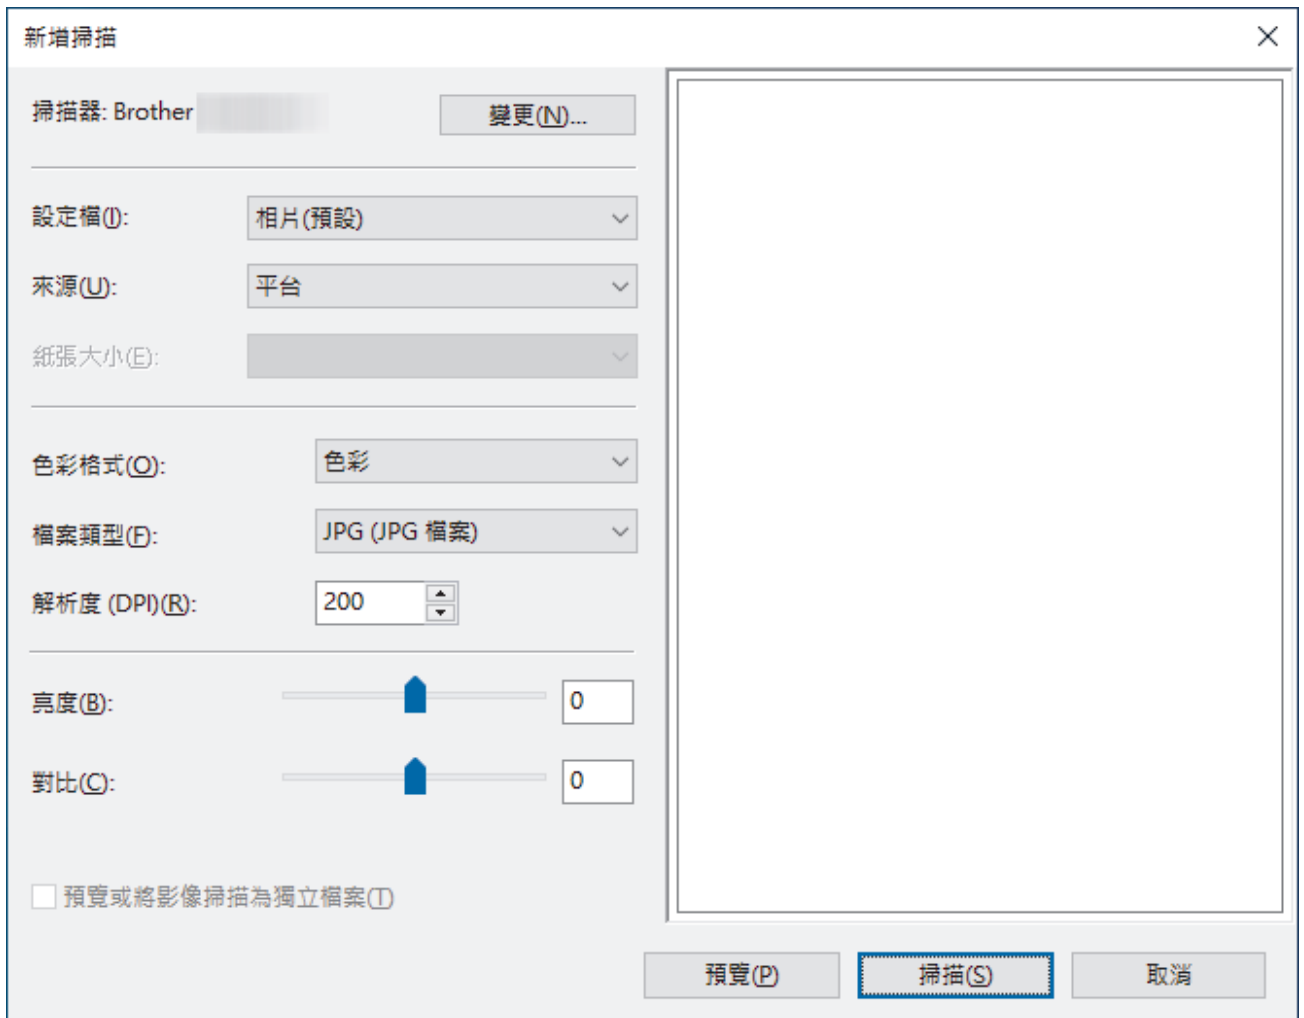 新增掃描
掃描器: Brother
變更(N)...
設定檔(I):
相片(預設)
來源(U):
平台
紙張大小(E):
色彩格式(O):
色彩
檔案類型(F):
JPG (JPG 檔案)
解析度 (DPI)(R):
200
亮度(B):
0
對比(C):
0
預覽或將影像掃描為獨立檔案(T)
預覽(P)
掃描(S)
取消